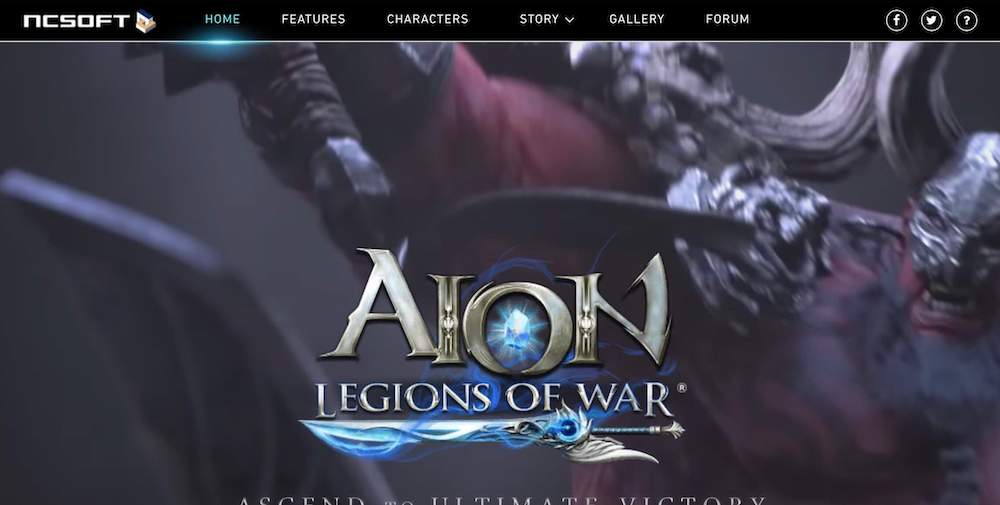 NCSOFT
HOME FEATURES CHARACTERS STORY GALLERY FORUM
f ?
AION
LEGIONS OF WAR®
ASCEND TO ULTIMATE VICTORY